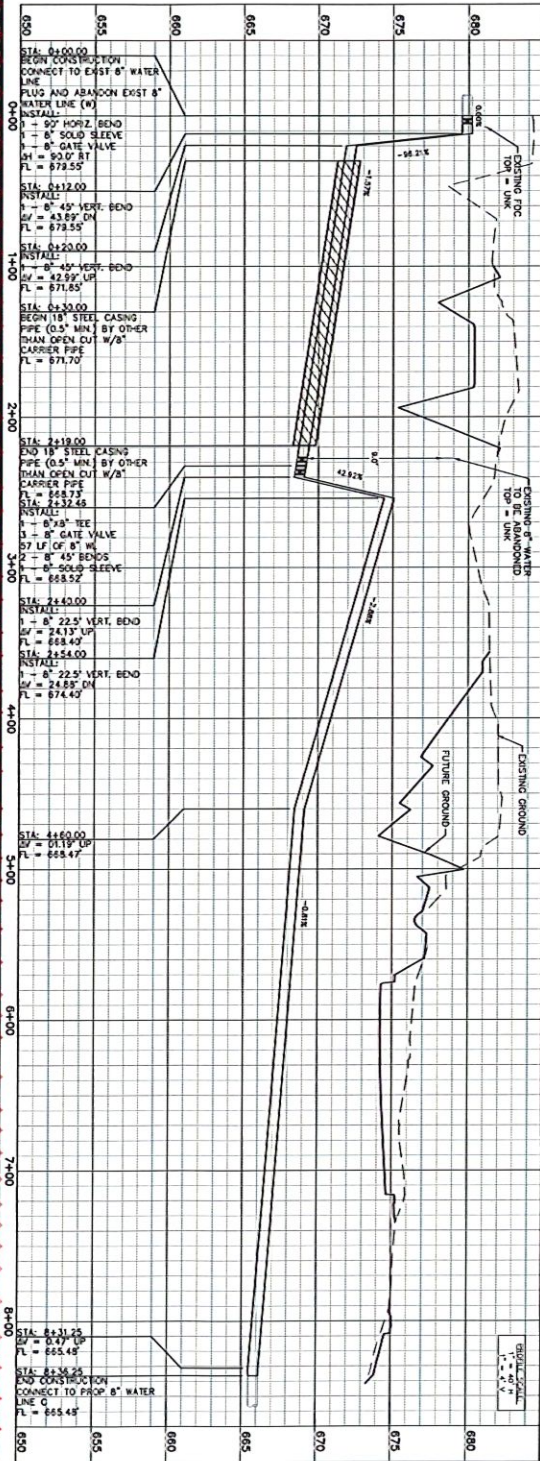 680
675
670
665
660
655
650
STA: 0+00.00
BEGIN CONSTRUCTION
CONNECT TO EXIST 8" WATER
LINE
PLUG AND ABANDON EXIST 8"
WATER LINE (W)
INSTALL:
1 - 90° HORIZ. BEND
1 - 8" SOLID SLEEVE
1 - 8" GATE VALVE
ΔH = 90.0° RT
FL = 679.55'
STA: 0+12.00
INSTALL:
1 - 8" 45° VERT. BEND
ΔV = 43.89° DN
FL = 679.55'
STA: 0+20.00
INSTALL:
1 - 8" 45° VERT. BEND
ΔV = 42.99° UP
FL = 671.85'
STA: 0+30.00
BEGIN 18" STEEL CASING
PIPE (0.5" MIN.) BY OTHER
THAN OPEN CUT W/8"
CARRIER PIPE
FL = 671.70'
STA: 2+19.00
END 18" STEEL CASING
PIPE (0.5" MIN.) BY OTHER
THAN OPEN CUT W/8"
CARRIER PIPE
FL = 668.73'
STA: 2+32.46
INSTALL:
1 - 8"X8" TEE
3 - 8" GATE VALVE
57 LF OF 8" WL
2 - 8" 45° BENDS
1 - 8" SOLID SLEEVE
FL = 668.52'
STA: 2+40.00
INSTALL:
1 - 8" 22.5° VERT. BEND
ΔV = 24.13° UP
FL = 668.40'
STA: 2+54.00
INSTALL:
1 - 8" 22.5° VERT. BEND
ΔV = 24.88° DN
FL = 674.40'
STA: 4+60.00
ΔV = 01.19° UP
FL = 668.47'
STA: 8+31.25
ΔV = 0.47° UP
FL = 665.48'
STA: 8+36.25
END CONSTRUCTION
CONNECT TO PROP 8" WATER
LINE C
FL = 665.45'
0.00%
EXISTING FDC
TOP = UNK
-96.21%
-1.57%
42.92%
9.0'
EXISTING 8" WATER
TO BE ABANDONED
TOP = UNK
-2.88%
EXISTING GROUND
FUTURE GROUND
-0.81%
PROFILE SCALE:
1" = 40' H
1" = 4' V
0+00
1+00
2+00
3+00
4+00
5+00
6+00
7+00
8+00
680
675
670
665
660
655
650